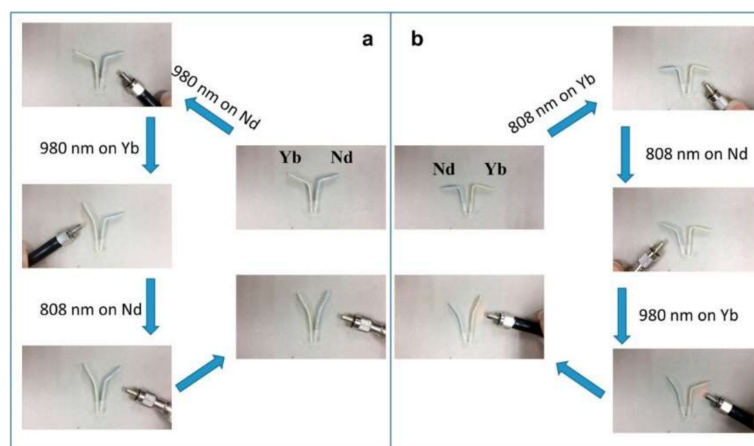 a
980 nm on Nd
980 nm on Yb
Yb Nd
808 nm on Nd
b
808 nm on Yb
808 nm on Nd
Nd Yb
980 nm on Yb